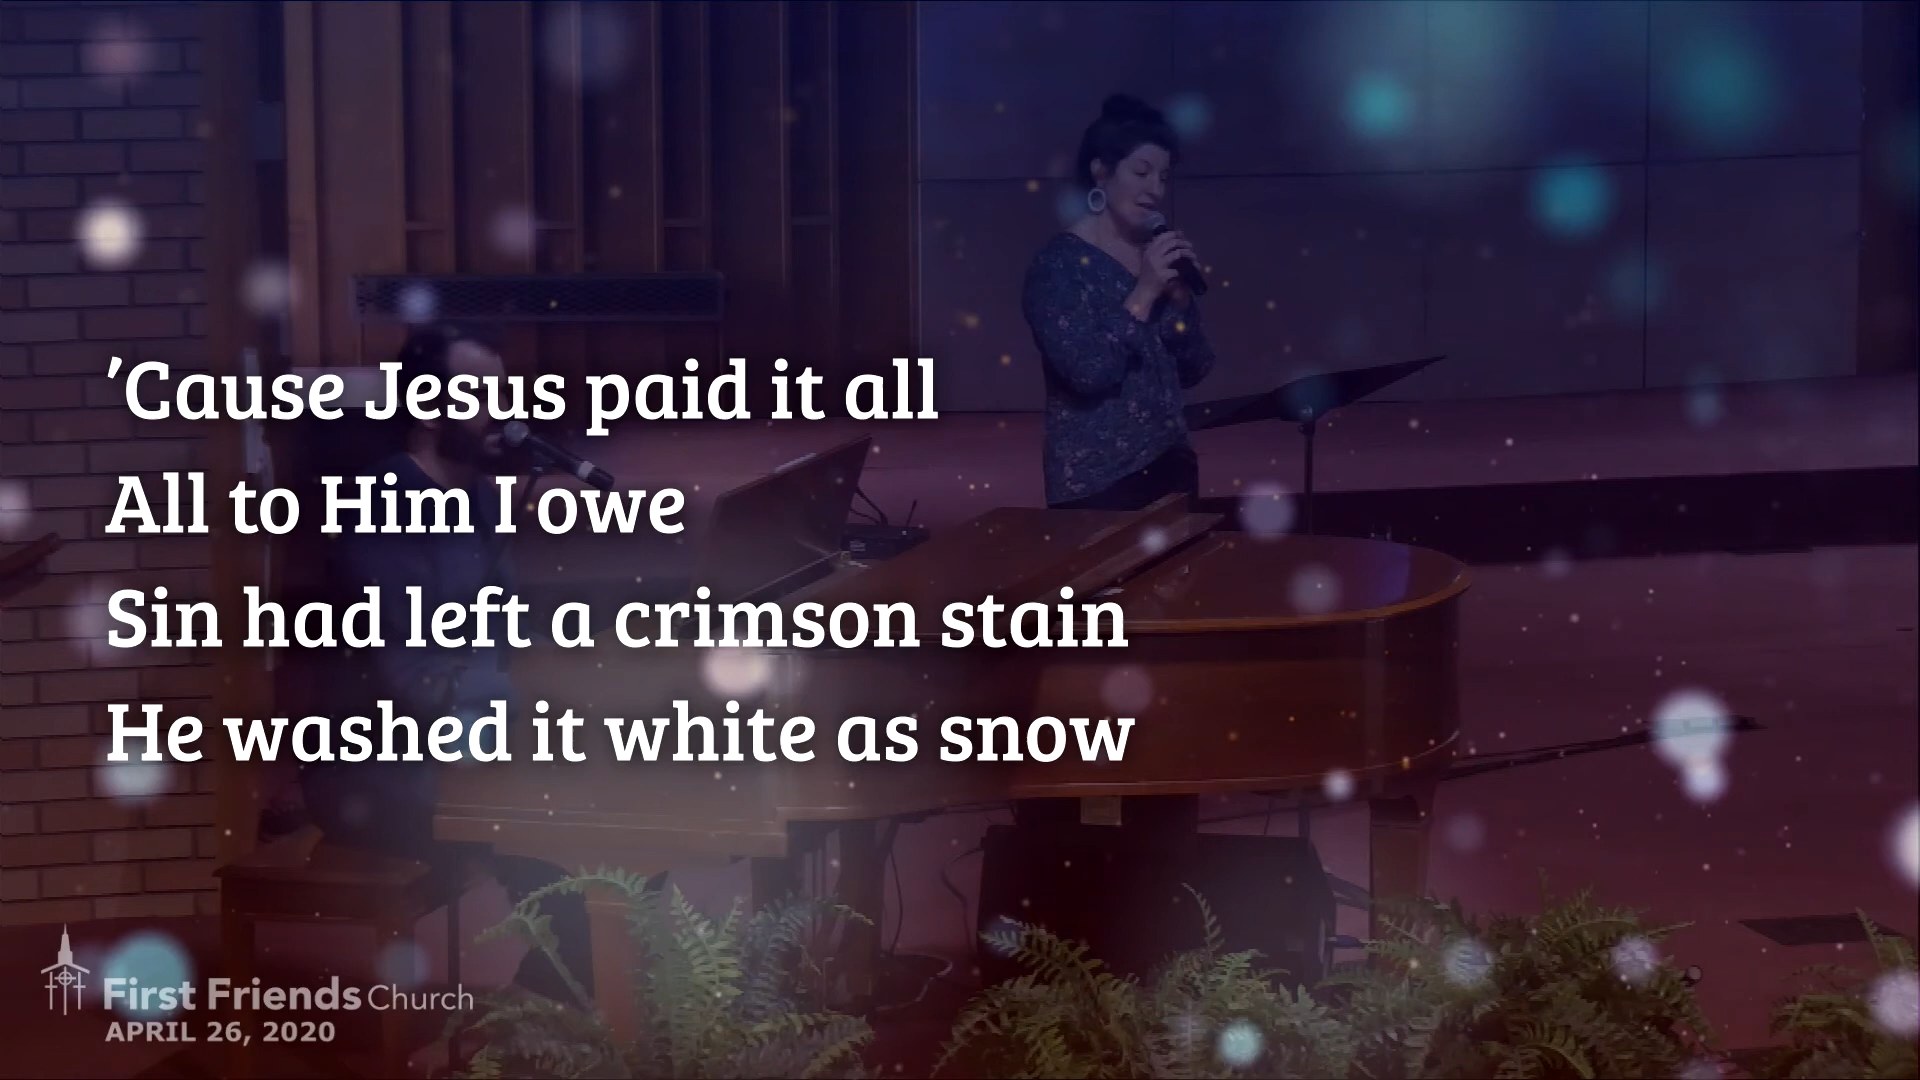 ’Cause Jesus paid it all
All to Him I owe
Sin had left a crimson stain
He washed it white as snow
First Friends Church
APRIL 26, 2020